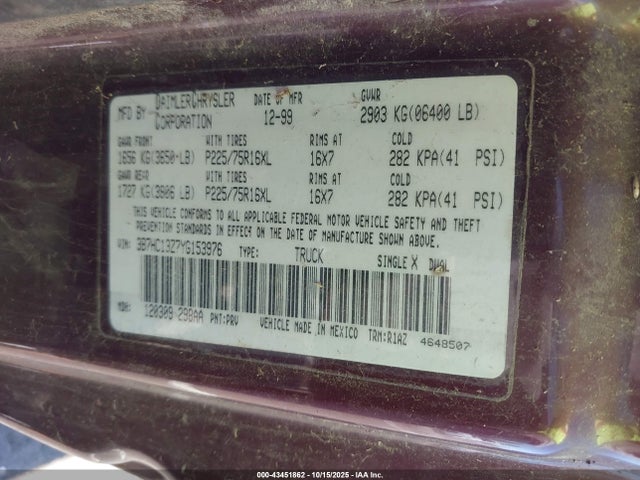 MFD BY DAIMLERCHRYSLER CORPORATION DATE OF MFR 12-99 GVWR 2903 KG(06400 LB)
GAWR FRONT WITH TIRES RIMS AT COLD
1656 KG(3650-LB) P225/75R16XL 16X7 282 KPA(41 PSI)
GAWR REAR WITH TIRES RIMS AT COLD
1727 KG(3806 LB) P225/75R16XL 16X7 282 KPA(41 PSI)
THIS VEHICLE CONFORMS TO ALL APPLICABLE FEDERAL MOTOR VEHICLE SAFETY AND THEFT
PREVENTION STANDARDS IN EFFECT ON THE DATE OF MANUFACTURE SHOWN ABOVE.
VIN: 3B7HC13Z7YG153976 TYPE: TRUCK SINGLE X DUAL
MDH: 120309 29BAA PNT:PRV VEHICLE MADE IN MEXICO TRM:R1AZ 4648507
000-43451862 - 10/15/2025 - IAA Inc.